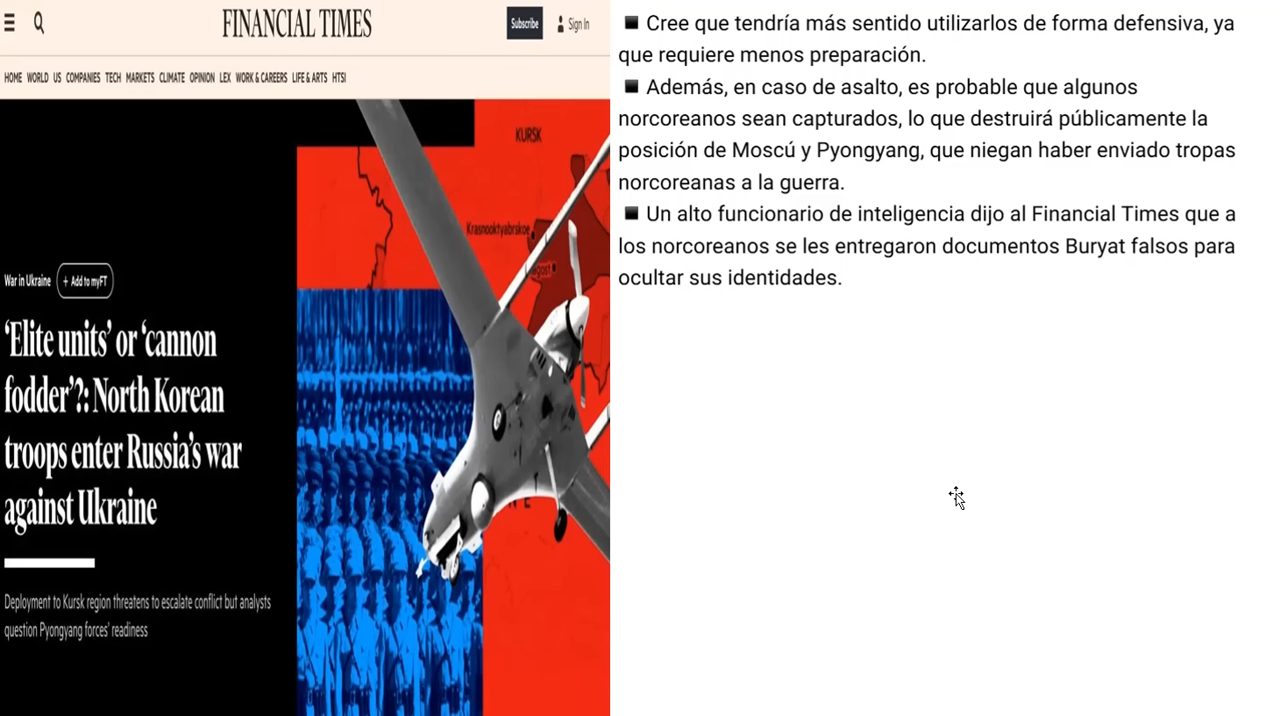 FINANCIAL TIMES
Subscribe
Sign In
HOME WORLD US COMPANIES TECH MARKETS CLIMATE OPINION LEX WORK & CAREERS LIFE & ARTS HTSI
KURSK
Krasnooktyabrskoe
War in Ukraine
+ Add to myFT
‘Elite units’ or ‘cannon
fodder’?: North Korean
troops enter Russia’s war
against Ukraine
Deployment to Kursk region threatens to escalate conflict but analysts
question Pyongyang forces’ readiness
◾ Cree que tendría más sentido utilizarlos de forma defensiva, ya
que requiere menos preparación.
◾ Además, en caso de asalto, es probable que algunos
norcoreanos sean capturados, lo que destruirá públicamente la
posición de Moscú y Pyongyang, que niegan haber enviado tropas
norcoreanas a la guerra.
◾ Un alto funcionario de inteligencia dijo al Financial Times que a
los norcoreanos se les entregaron documentos Buryat falsos para
ocultar sus identidades.